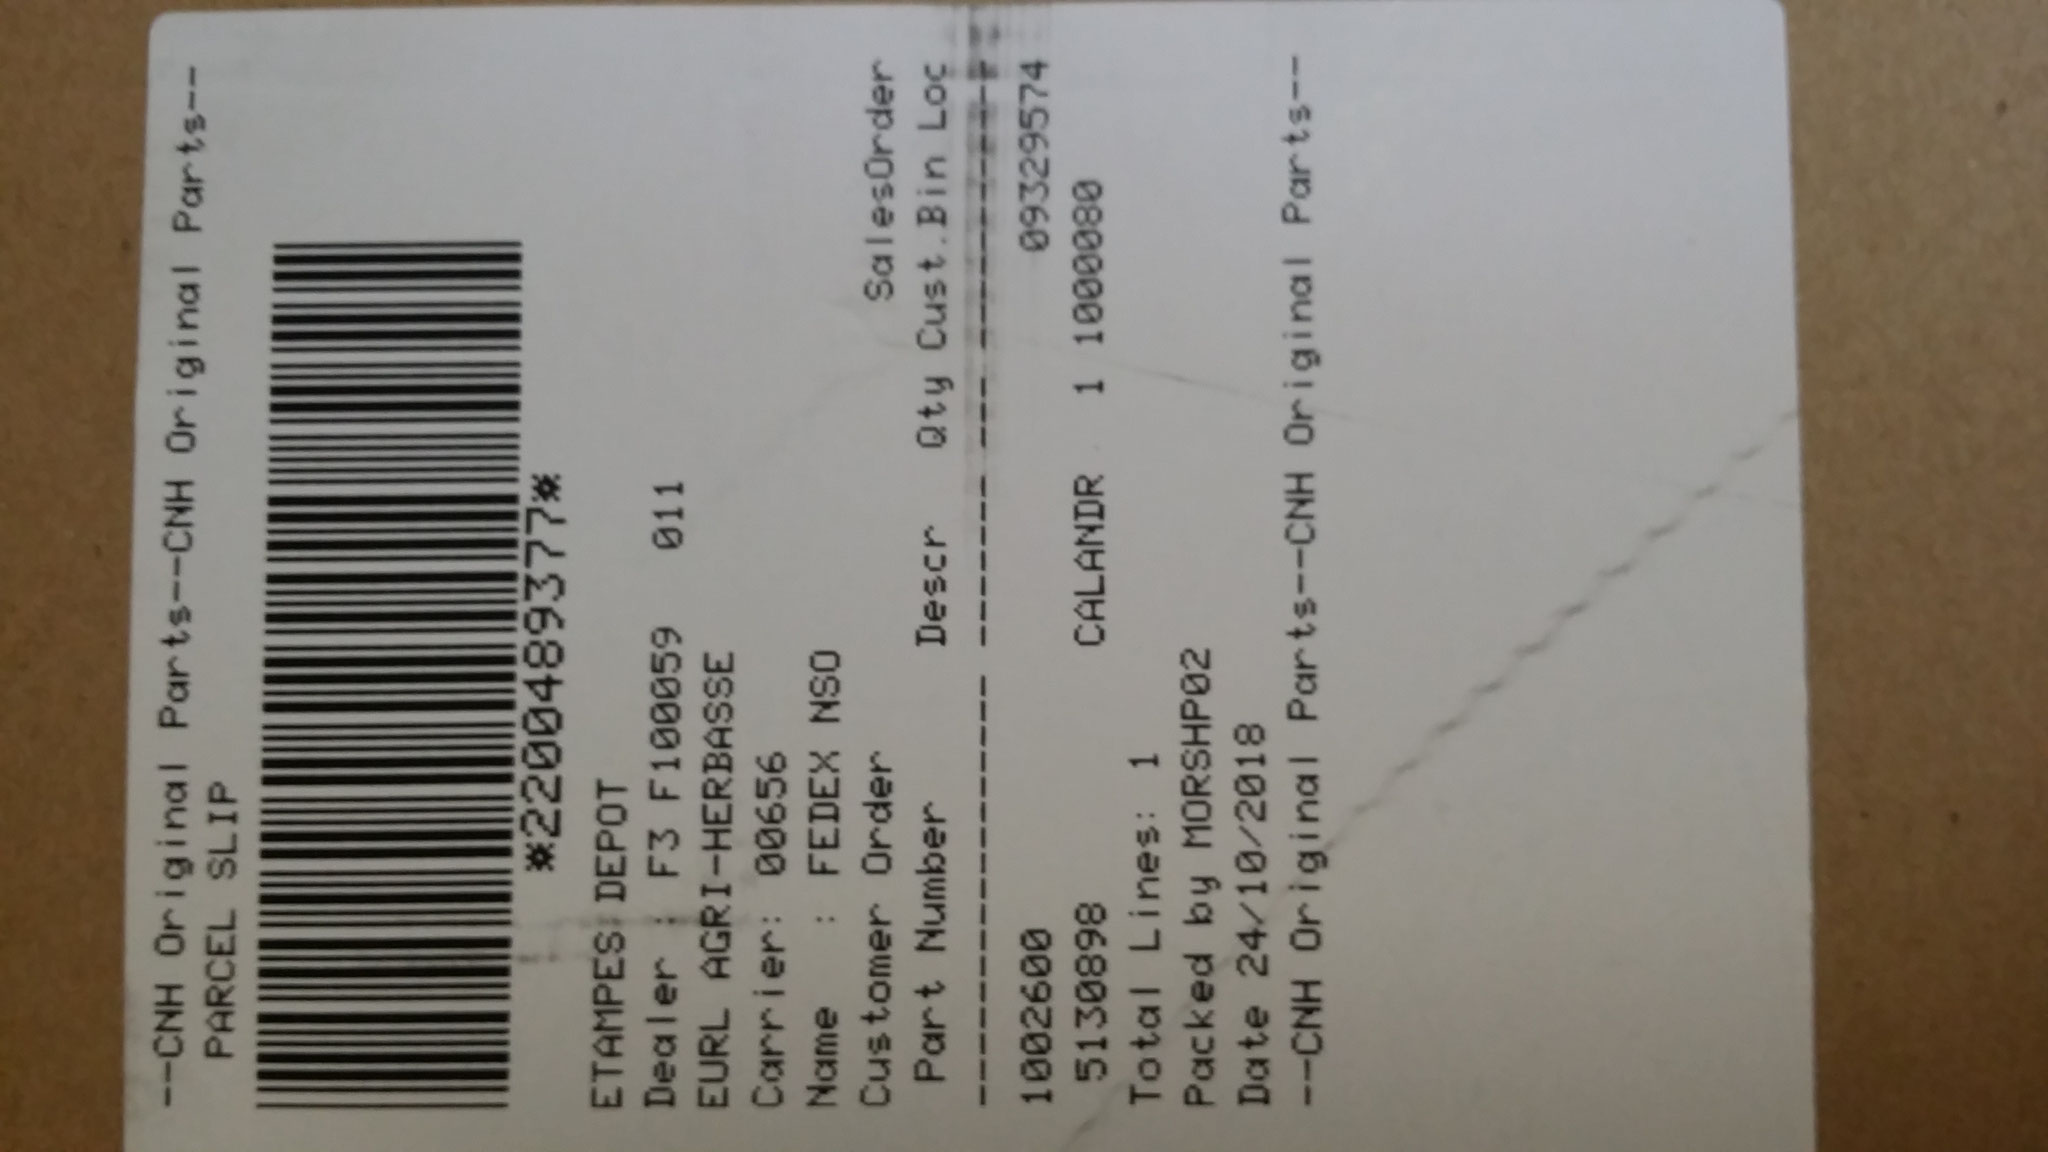 --CNH Original Parts--CNH Original Parts--
PARCEL SLIP
*2200489377*
ETAMPES DEPOT
Dealer : F3 F100059 011
EURL AGRI-HERBASSE
Carrier: 00656
Name : FEDEX NSO
Customer Order SalesOrder
Part Number Descr Qty Cust.Bin Loc
1002600 0932929574
51130898 CALANDR 1 10000080
Total Lines: 1
Packed by MORSHP02
Date 24/10/2018
--CNH Original Parts--CNH Original Parts--